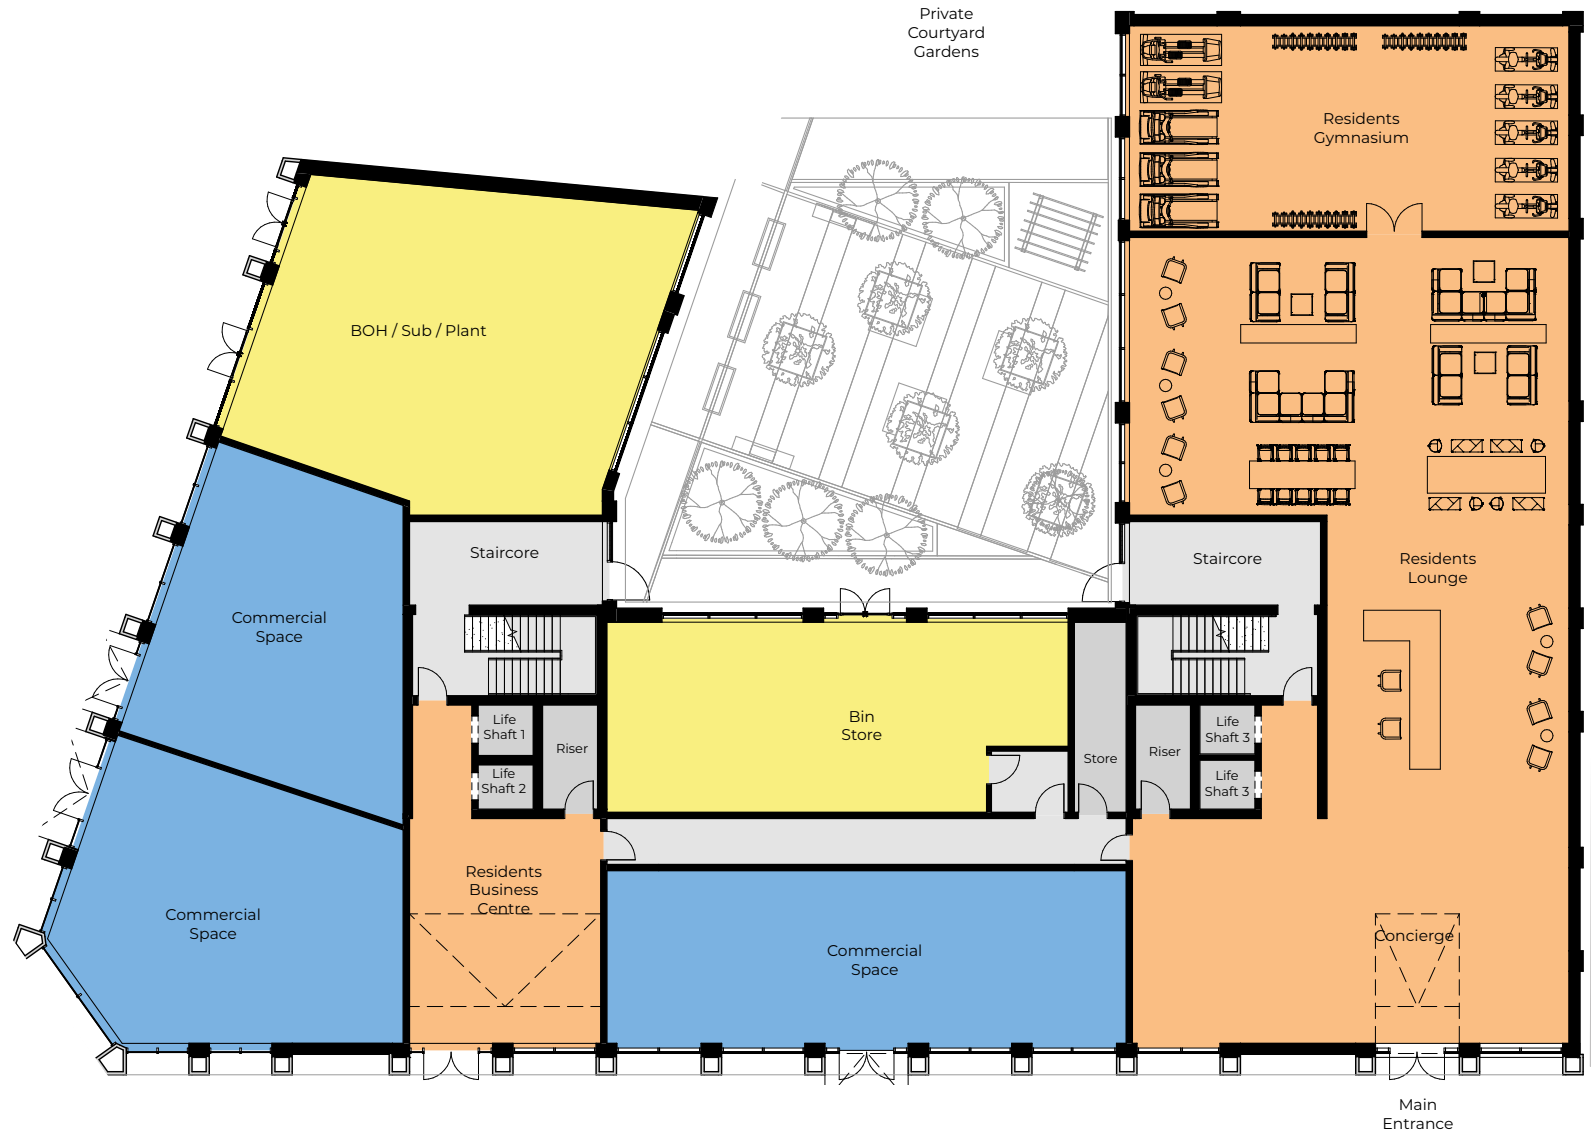 Private
Courtyard
Gardens
Residents
Gymnasium
BOH / Sub / Plant
Staircore
Staircore
Residents
Lounge
Commercial
Space
Life
Shaft 1
Life
Shaft 2
Riser
Bin
Store
Store
Riser
Life
Shaft 3
Life
Shaft 3
Residents
Business
Centre
Commercial
Space
Commercial
Space
Concierge
Main
Entrance